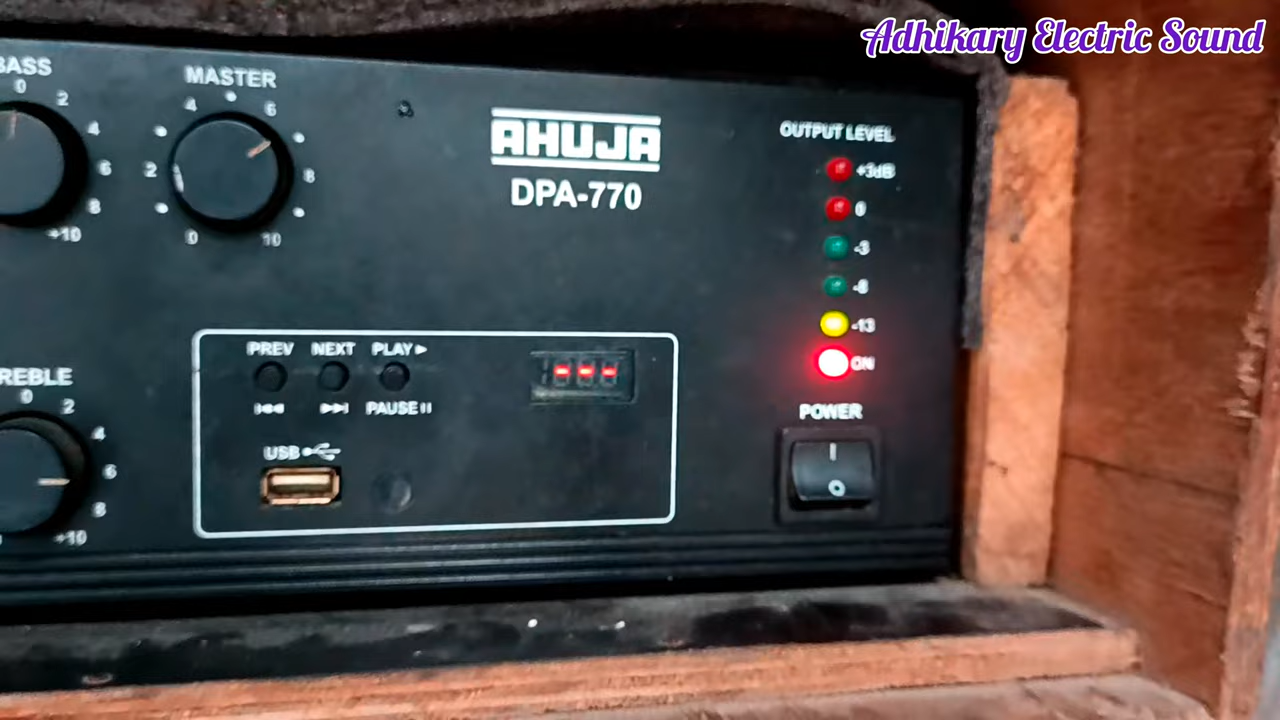 Adhikary Electric Sound
BASS
0
2
4
6
8
+10
MASTER
4
6
2
8
0
10
AHUJA
DPA-770
OUTPUT LEVEL
+3dB
0
-3
-8
-13
ON
POWER
I
O
PREV NEXT PLAY
PAUSE
USB
---
REBLE
0
2
4
6
8
+10